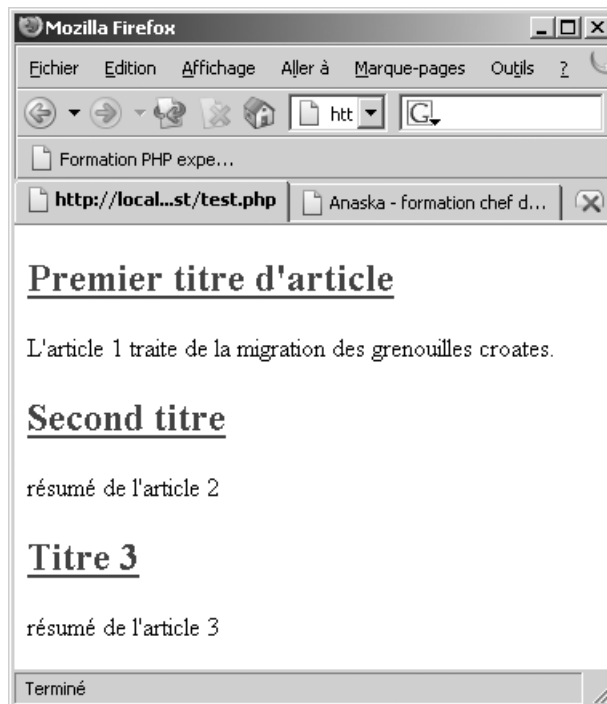 Mozilla Firefox
Fichier Edition Affichage Aller à Marque-pages Outils ?
htt G
Formation PHP expe...
http://local...st/test.php Anaska - formation chef d...
Premier titre d'article
L'article 1 traite de la migration des grenouilles croates.
Second titre
résumé de l'article 2
Titre 3
résumé de l'article 3
Terminé